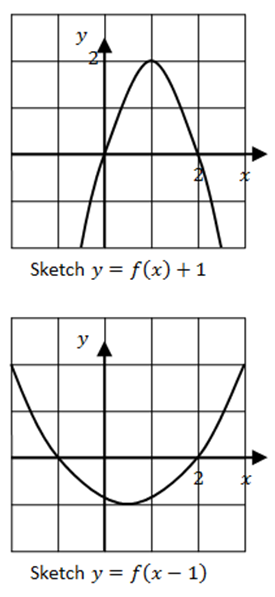 y
2
2
x
Sketch y = f(x) + 1
y
2
x
Sketch y = f(x − 1)